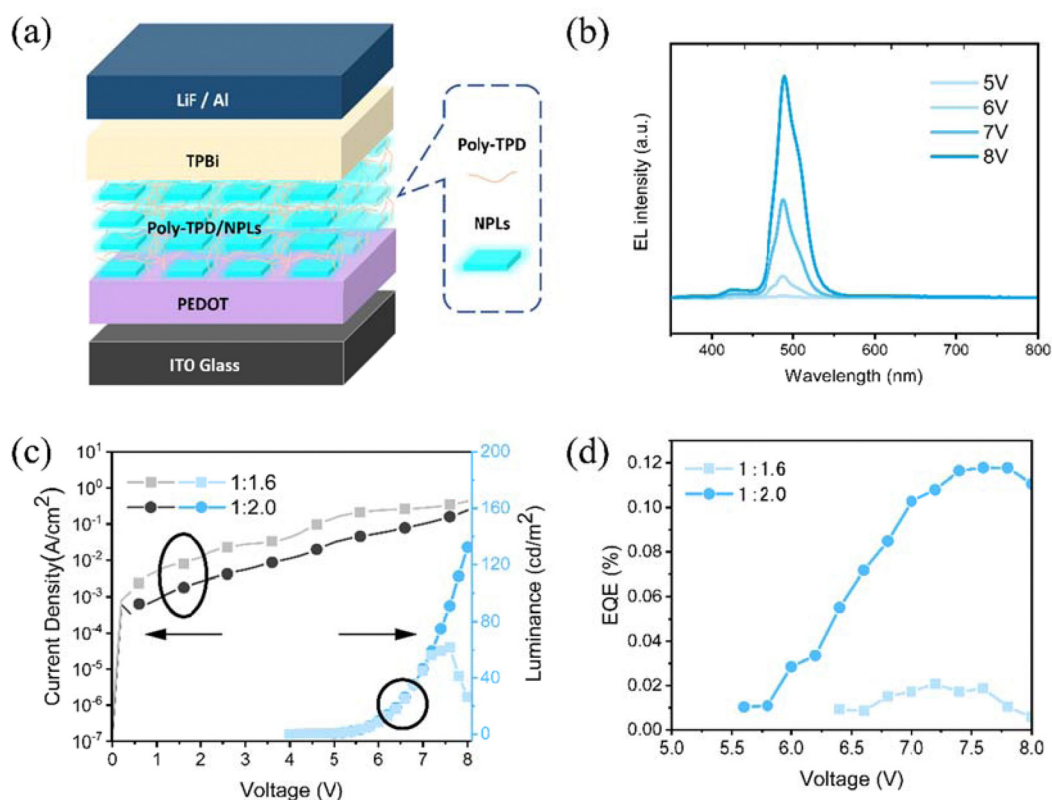 (a)
LiF / Al
TPBi
Poly-TPD/NPLs
PEDOT
ITO Glass
Poly-TPD
NPLs
(b)
EL intensity (a.u.)
5V
6V
7V
8V
400 500 600 700 800
Wavelength (nm)
(c)
Current Density(A/cm²)
10¹
10⁰
10⁻¹
10⁻²
10⁻³
10⁻⁴
10⁻⁵
10⁻⁶
10⁻⁷
1:1.6
1:2.0
200
160
120
80
40
0
Luminance (cd/m²)
0 1 2 3 4 5 6 7 8
Voltage (V)
(d)
EQE (%)
0.12
0.10
0.08
0.06
0.04
0.02
0.00
1:1.6
1:2.0
5.0 5.5 6.0 6.5 7.0 7.5 8.0
Voltage (V)